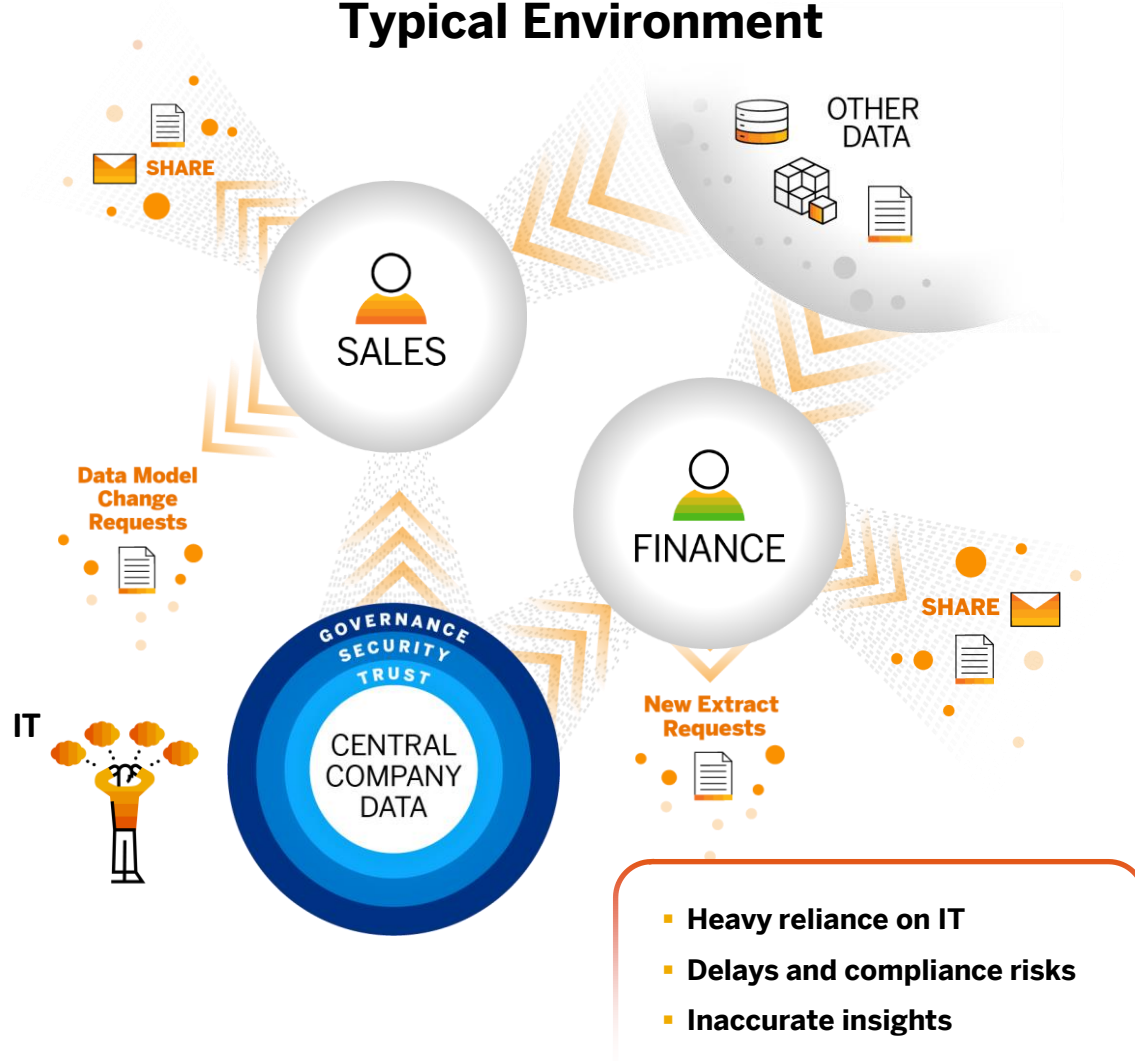 Typical Environment
OTHER
DATA
SHARE
SALES
Data Model
Change
Requests
FINANCE
SHARE
GOVERNANCE
SECURITY
TRUST
CENTRAL
COMPANY
DATA
New Extract
Requests
IT
▪ Heavy reliance on IT
▪ Delays and compliance risks
▪ Inaccurate insights